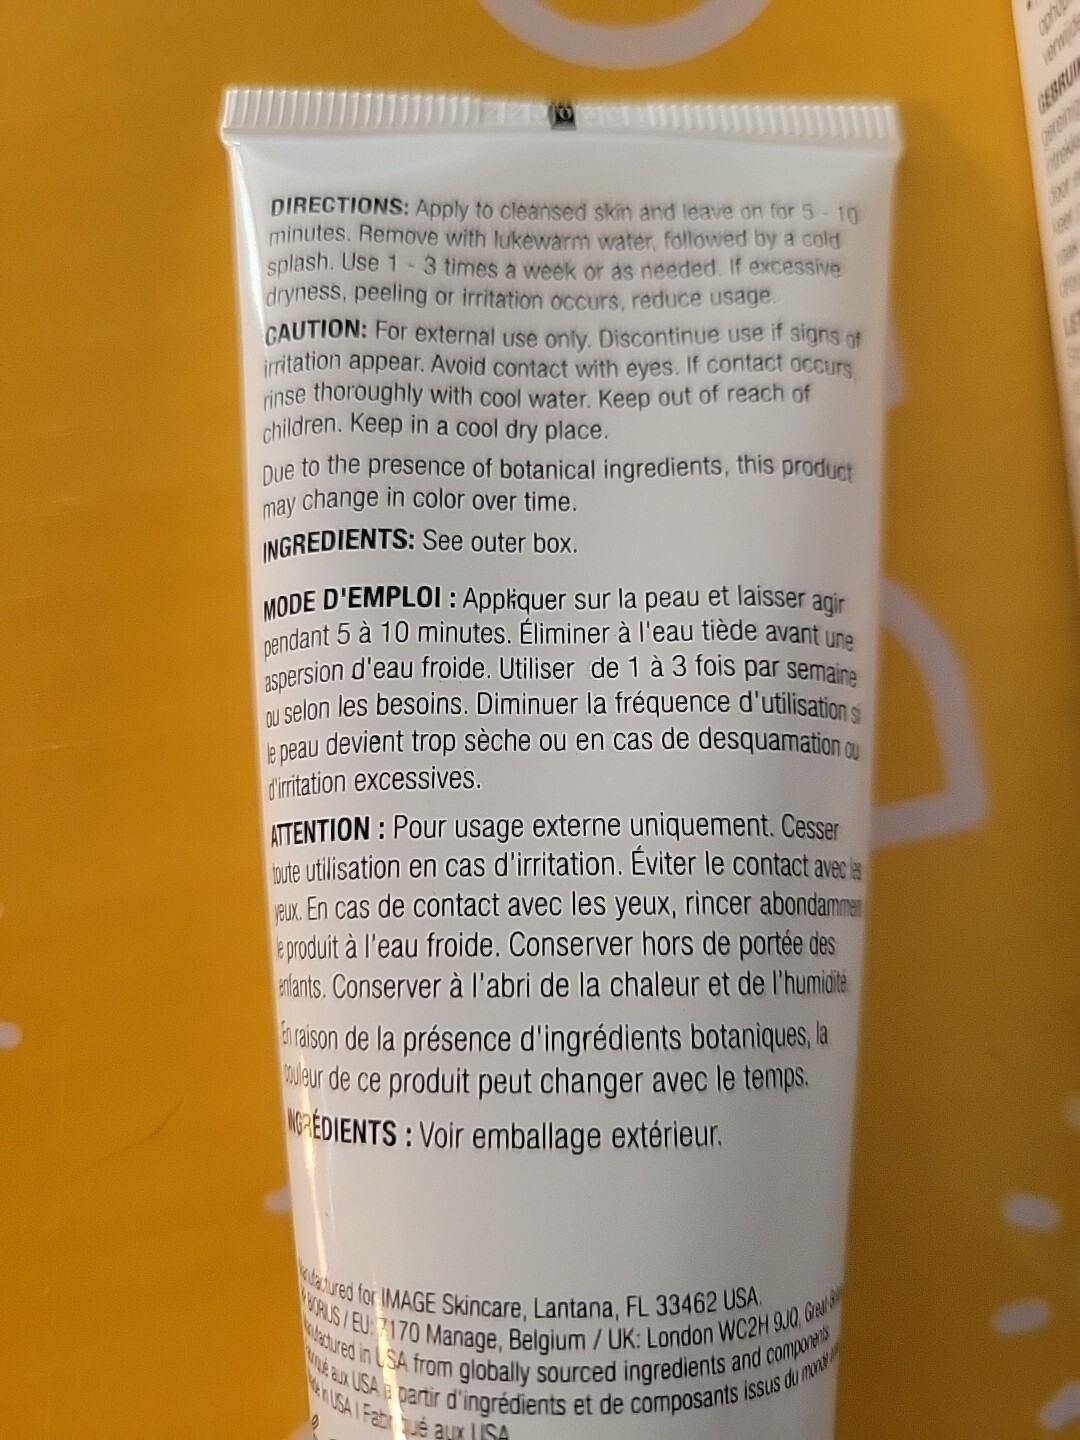 DIRECTIONS: Apply to cleansed skin and leave on for 5 - 10
minutes. Remove with lukewarm water, followed by a cold
splash. Use 1 - 3 times a week or as needed. If excessive
dryness, peeling or irritation occurs, reduce usage.
CAUTION: For external use only. Discontinue use if signs of
irritation appear. Avoid contact with eyes. If contact occurs,
rinse thoroughly with cool water. Keep out of reach of
children. Keep in a cool dry place.
Due to the presence of botanical ingredients, this product
may change in color over time.
INGREDIENTS: See outer box.
MODE D'EMPLOI : Appliquer sur la peau et laisser agir
pendant 5 à 10 minutes. Éliminer à l'eau tiède avant une
aspersion d'eau froide. Utiliser de 1 à 3 fois par semaine
ou selon les besoins. Diminuer la fréquence d'utilisation si
le peau devient trop sèche ou en cas de desquamation ou
d'irritation excessives.
ATTENTION : Pour usage externe uniquement. Cesser
toute utilisation en cas d'irritation. Éviter le contact avec les
yeux. En cas de contact avec les yeux, rincer abondammen
le produit à l'eau froide. Conserver hors de portée des
enfants. Conserver à l'abri de la chaleur et de l'humidité.
En raison de la présence d'ingrédients botaniques, la
couleur de ce produit peut changer avec le temps.
INGRÉDIENTS : Voir emballage extérieur.
Manufactured for IMAGE Skincare, Lantana, FL 33462 USA.
BORIUS / EU: 7170 Manage, Belgium / UK: London WC2H 9JQ, Great
Manufactured in USA from globally sourced ingredients and components
Fabriqué aux USA à partir d'ingrédients et de composants issus du monde
Made in USA | Fabriqué aux USA
GEBRUIK